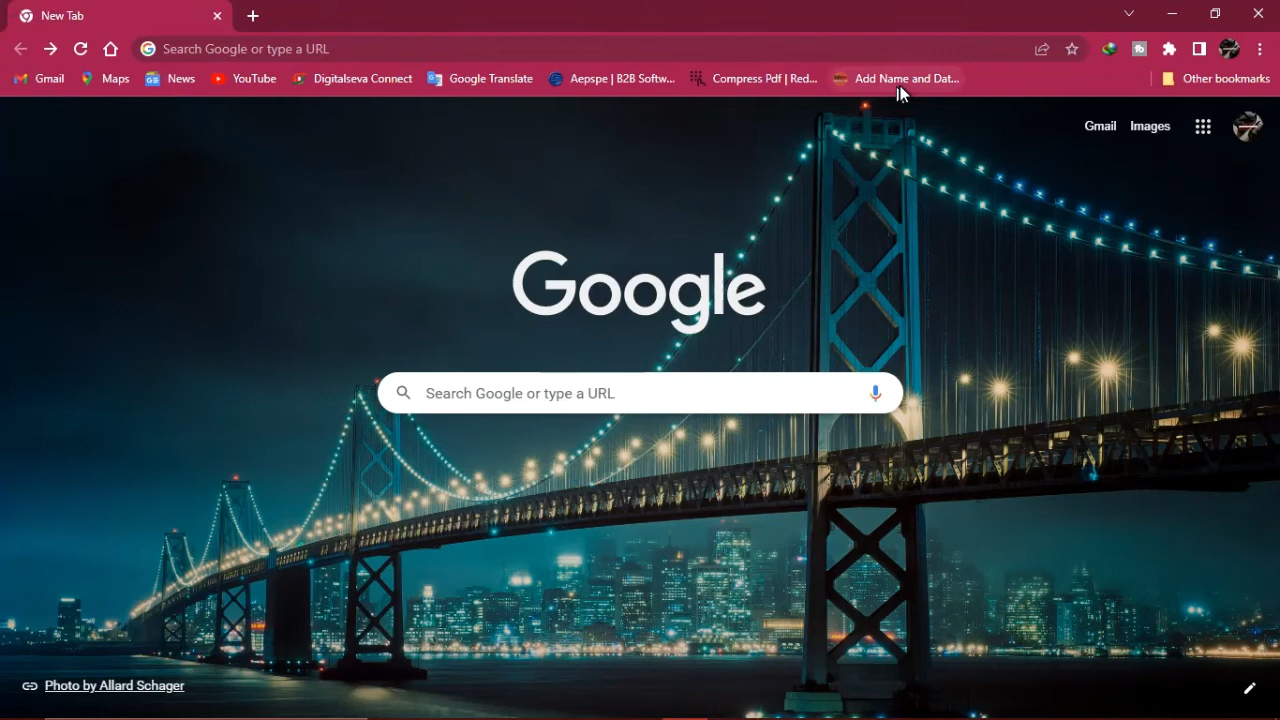 New Tab
Search Google or type a URL
Gmail Maps News YouTube Digitalseva Connect Google Translate Aepspe | B2B Softw... Compress Pdf | Red... Add Name and Dat... Other bookmarks
Gmail Images
Google
Search Google or type a URL
Photo by Allard Schager